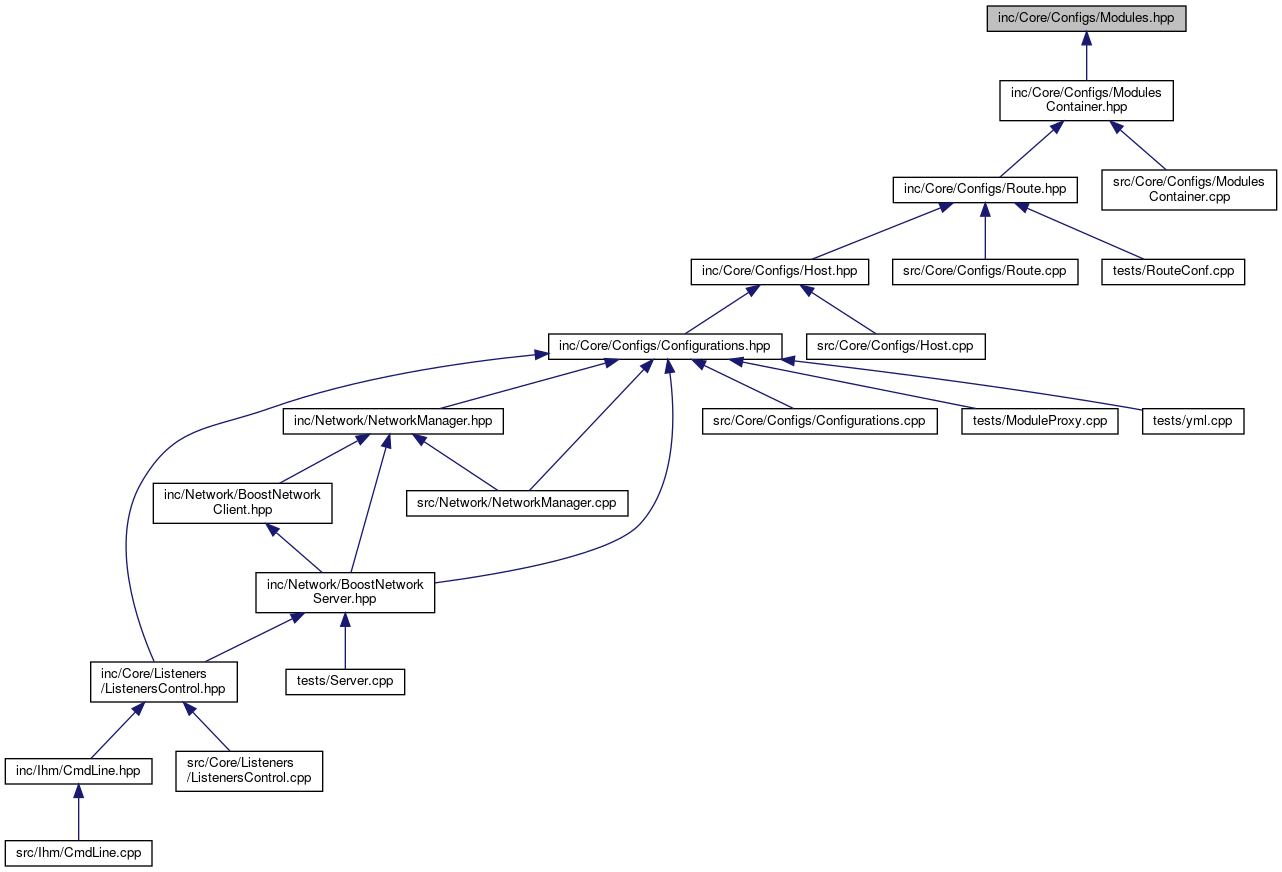 inc/Core/Configs/Modules.hpp
inc/Core/Configs/Modules
Container.hpp
inc/Core/Configs/Route.hpp
src/Core/Configs/Modules
Container.cpp
inc/Core/Configs/Host.hpp
src/Core/Configs/Route.cpp
tests/RouteConf.cpp
inc/Core/Configs/Configurations.hpp
src/Core/Configs/Host.cpp
inc/Network/NetworkManager.hpp
src/Core/Configs/Configurations.cpp
tests/ModuleProxy.cpp
tests/yml.cpp
inc/Network/BoostNetwork
Client.hpp
src/Network/NetworkManager.cpp
inc/Network/BoostNetwork
Server.hpp
inc/Core/Listeners
/ListenersControl.hpp
tests/Server.cpp
inc/Ihm/CmdLine.hpp
src/Core/Listeners
/ListenersControl.cpp
src/Ihm/CmdLine.cpp